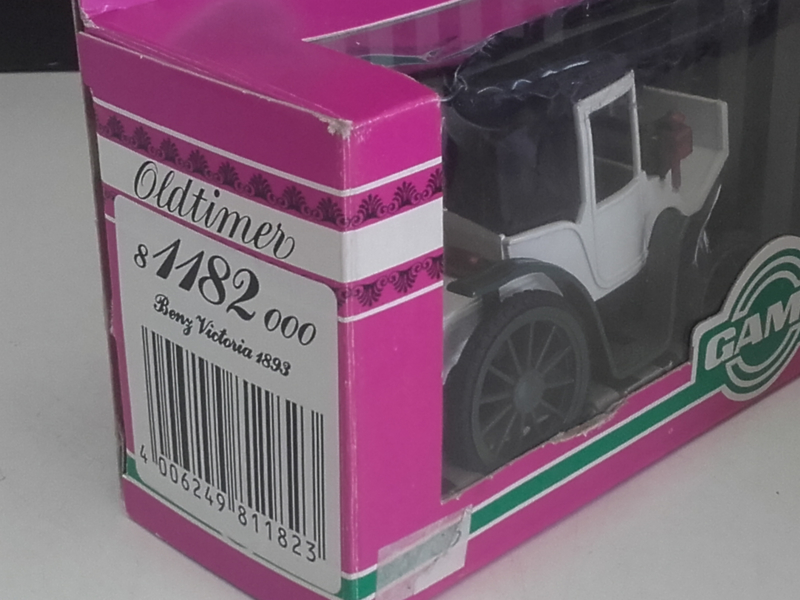 Oldtimer
8 1182 000
Benz Victoria 1893
4 006249 811823
GAM